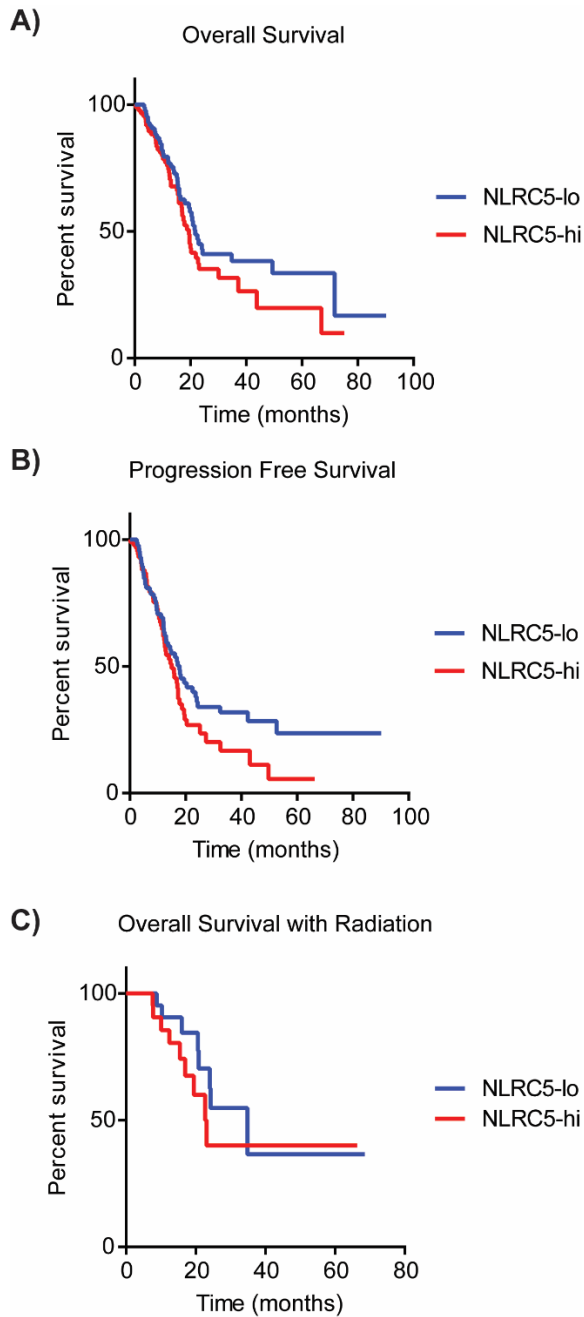 A)
Overall Survival
100
50
0
Percent survival
0 20 40 60 80 100
Time (months)
NLRC5-lo
NLRC5-hi
B)
Progression Free Survival
100
50
0
Percent survival
0 20 40 60 80 100
Time (months)
NLRC5-lo
NLRC5-hi
C)
Overall Survival with Radiation
100
50
0
Percent survival
0 20 40 60 80
Time (months)
NLRC5-lo
NLRC5-hi